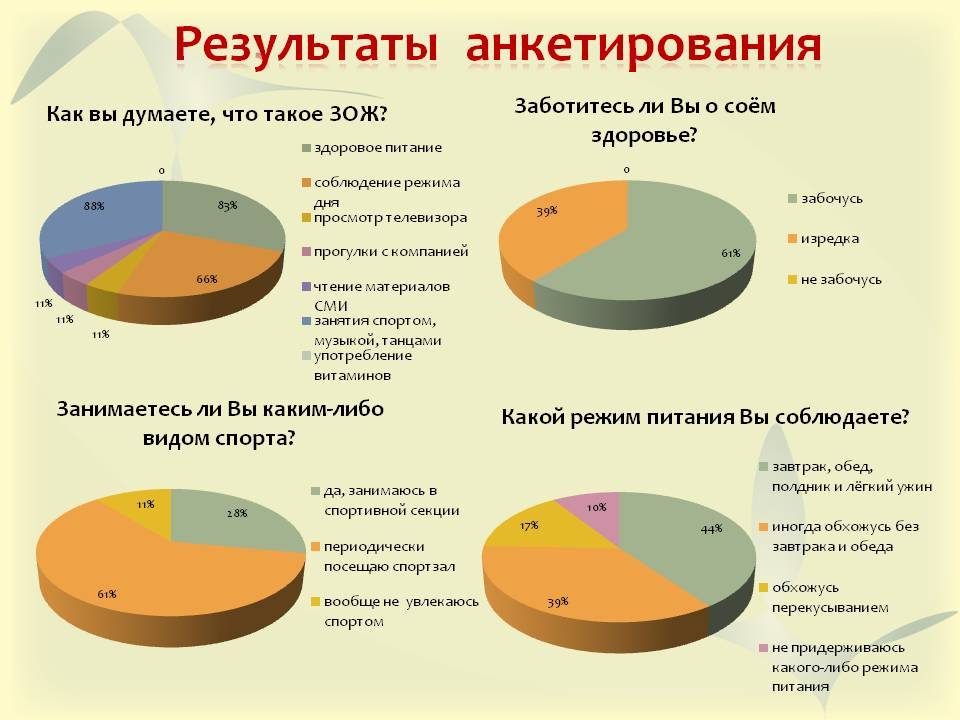 Результаты анкетирования
Как вы думаете, что такое ЗОЖ?
0
88%
83%
66%
11%
11%
11%
здоровое питание
соблюдение режима
дня
просмотр телевизора
прогулки с компанией
чтение материалов
СМИ
занятия спортом,
музыкой, танцами
употребление
витаминов
Заботитесь ли Вы о соём
здоровье?
0
39%
61%
забочусь
изредка
не забочусь
Занимаетесь ли Вы каким-либо
видом спорта?
11%
28%
61%
да, занимаюсь в
спортивной секции
периодически
посещаю спортзал
вообще не увлекаюсь
спортом
Какой режим питания Вы соблюдаете?
10%
17%
44%
39%
завтрак, обед,
полдник и лёгкий ужин
иногда обхожусь без
завтрака и обеда
обхожусь
перекусыванием
не придерживаюсь
какого-либо режима
питания